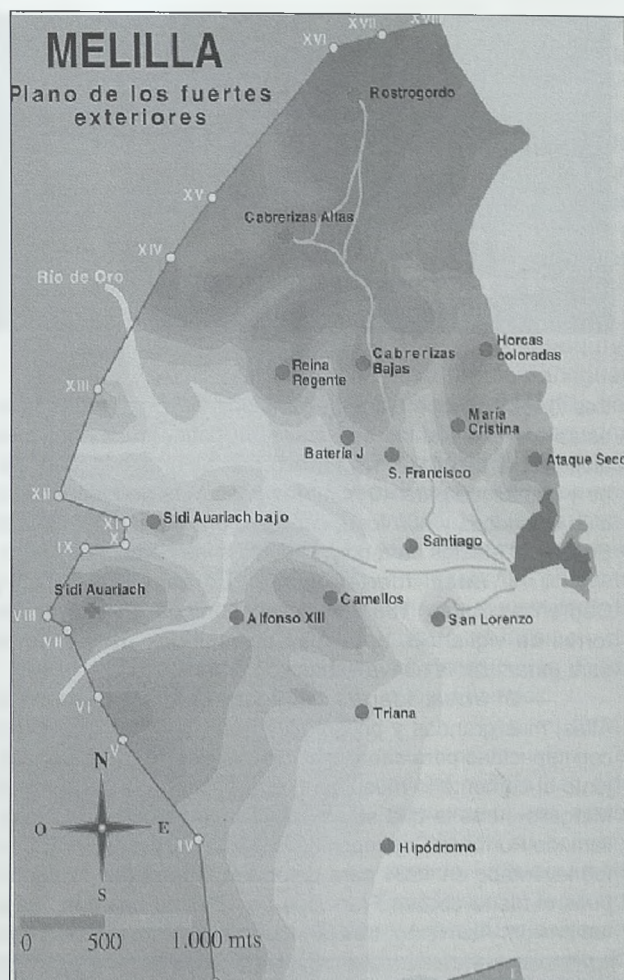 MELILLA
Plano de los fuertes
exteriores
XVI
XVII
XVIII
Rostrogordo
XV
Cabrerizas Altas
XIV
Río de Oro
Horcas
coloradas
Cabrerizas
Bajas
Reina
Regente
XIII
María
Cristina
Batería J
S. Francisco
Ataque Seco
XII
XI
Sidi Auariach bajo
X
IX
Santiago
Sidi Auariach
Camellos
VIII
Alfonso XIII
San Lorenzo
VII
VI
Triana
V
N
O
E
S
IV
Hipódromo
0
500
1.000 mts